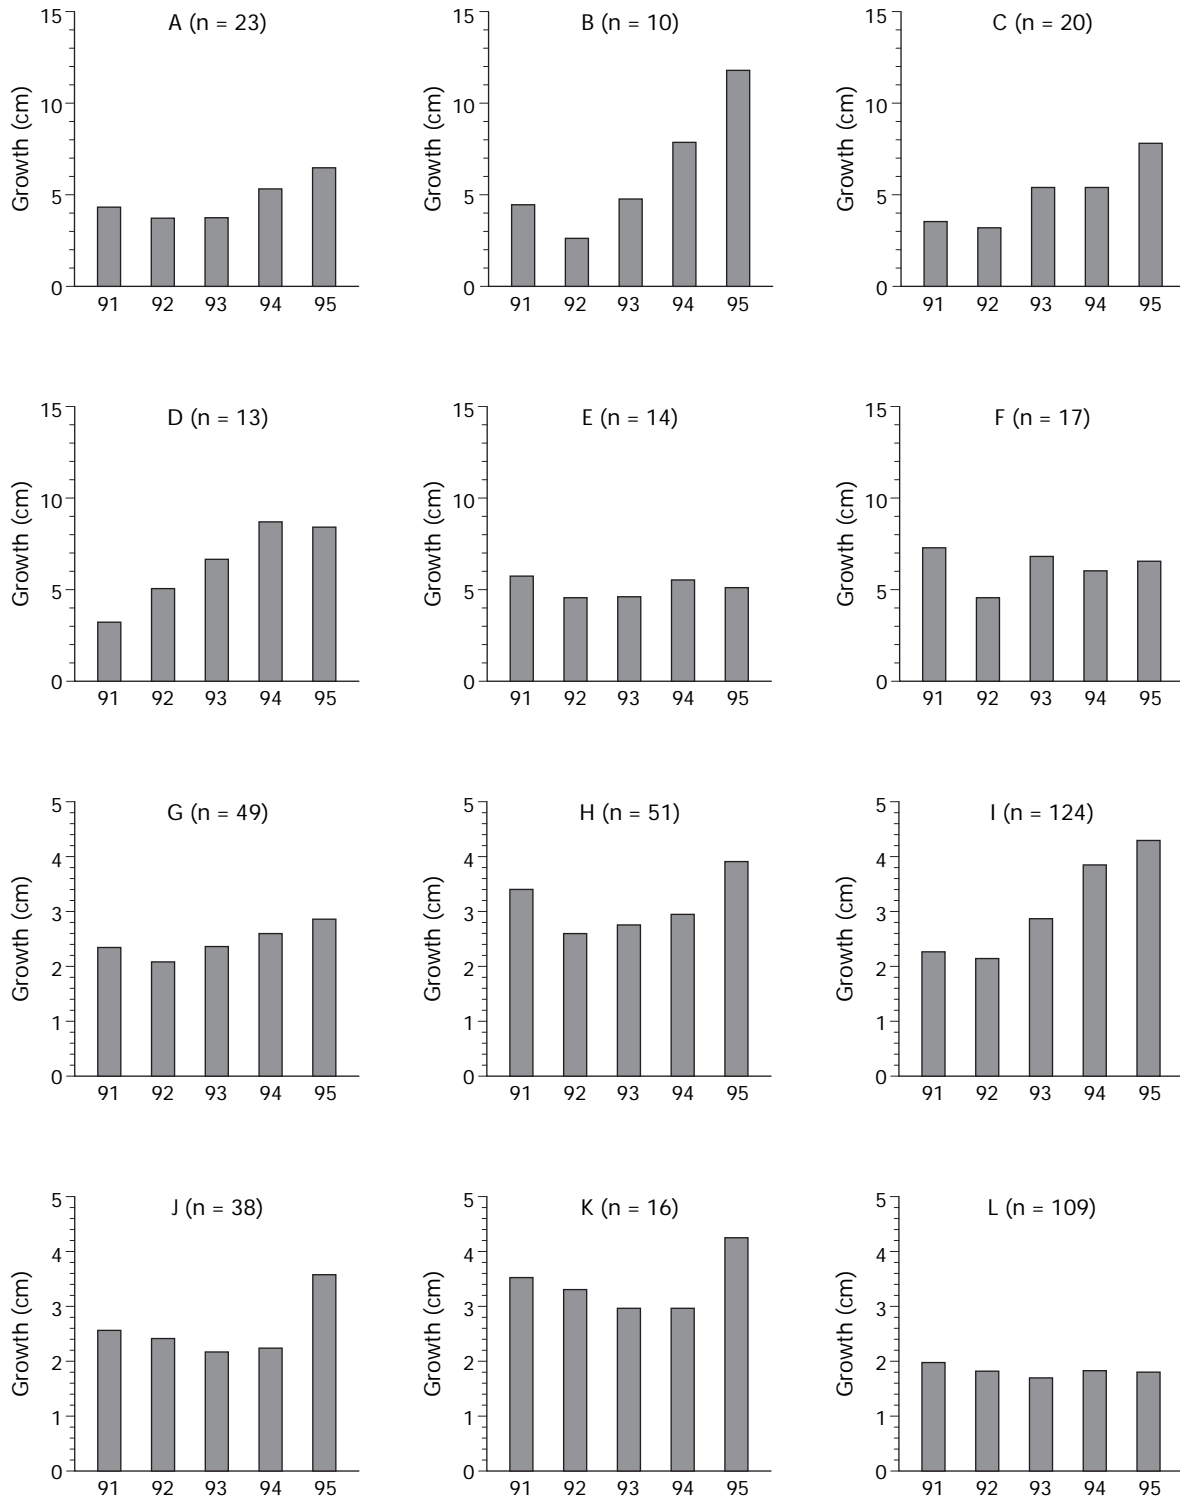 A (n = 23)
Growth (cm)
15
10
5
0
91 92 93 94 95
B (n = 10)
Growth (cm)
15
10
5
0
91 92 93 94 95
C (n = 20)
Growth (cm)
15
10
5
0
91 92 93 94 95
D (n = 13)
Growth (cm)
15
10
5
0
91 92 93 94 95
E (n = 14)
Growth (cm)
15
10
5
0
91 92 93 94 95
F (n = 17)
Growth (cm)
15
10
5
0
91 92 93 94 95
G (n = 49)
Growth (cm)
5
4
3
2
1
0
91 92 93 94 95
H (n = 51)
Growth (cm)
5
4
3
2
1
0
91 92 93 94 95
I (n = 124)
Growth (cm)
5
4
3
2
1
0
91 92 93 94 95
J (n = 38)
Growth (cm)
5
4
3
2
1
0
91 92 93 94 95
K (n = 16)
Growth (cm)
5
4
3
2
1
0
91 92 93 94 95
L (n = 109)
Growth (cm)
5
4
3
2
1
0
91 92 93 94 95